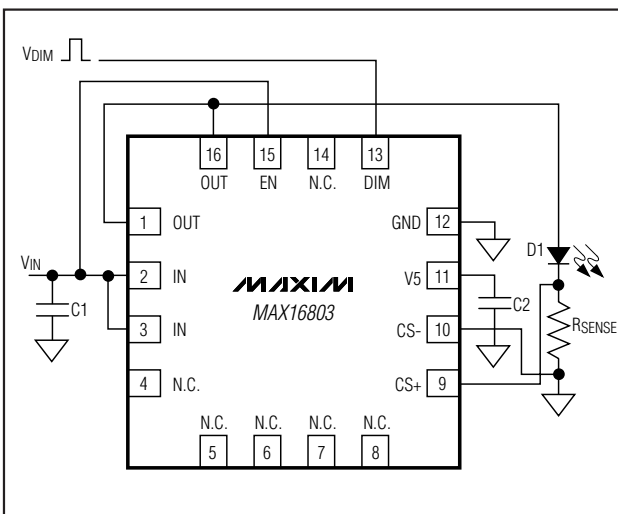 VDIM
16 15 14 13
OUT EN N.C. DIM
1 OUT
GND 12
D1
VIN
2 IN
MAXIM
V5 11
C1
MAX16803
C2
3 IN
CS- 10
RSENSE
4 N.C.
CS+ 9
N.C. N.C. N.C. N.C.
5 6 7 8